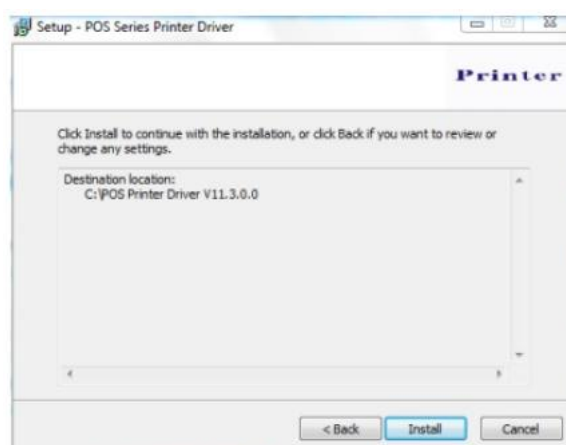 Setup - POS Series Printer Driver
Printer
Click Install to continue with the installation, or click Back if you want to review or
change any settings.
Destination location:
C:\POS Printer Driver V11.3.0.0
< Back
Install
Cancel